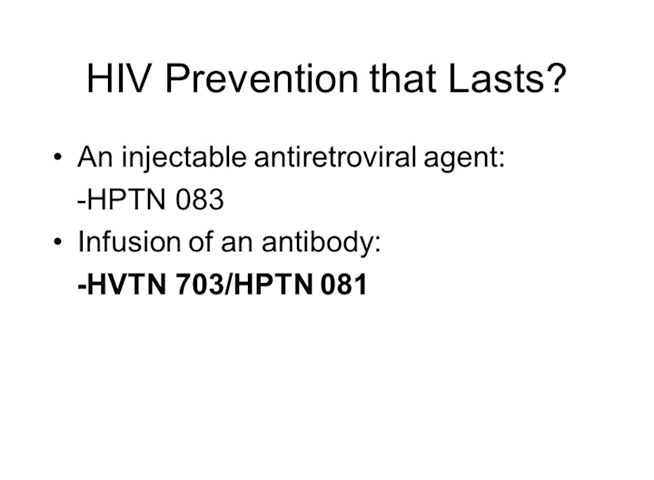 HIV Prevention that Lasts?
• An injectable antiretroviral agent:
-HPTN 083
• Infusion of an antibody:
-HVTN 703/HPTN 081